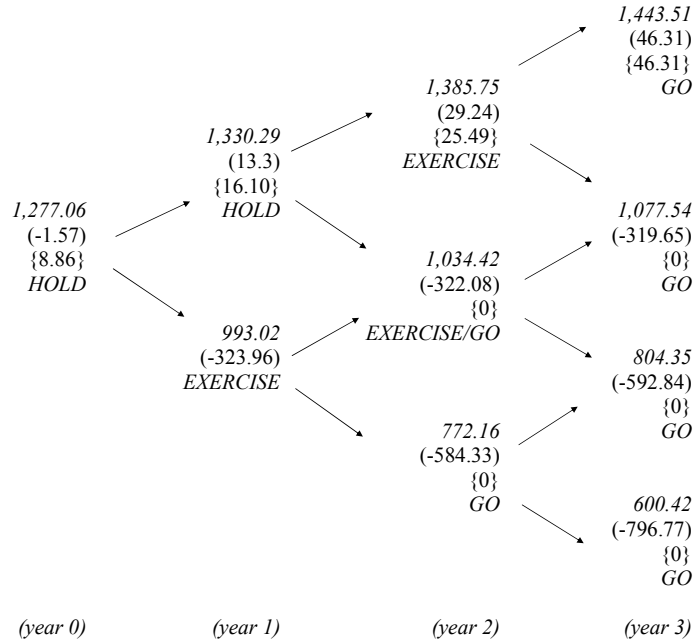 1,277.06
(-1.57)
{8.86}
HOLD
1,330.29
(13.3)
{16.10}
HOLD
993.02
(-323.96)
EXERCISE
1,385.75
(29.24)
{25.49}
EXERCISE
1,034.42
(-322.08)
{0}
EXERCISE/GO
772.16
(-584.33)
{0}
GO
1,443.51
(46.31)
{46.31}
GO
1,077.54
(-319.65)
{0}
GO
804.35
(-592.84)
{0}
GO
600.42
(-796.77)
{0}
GO
(year 0) (year 1) (year 2) (year 3)